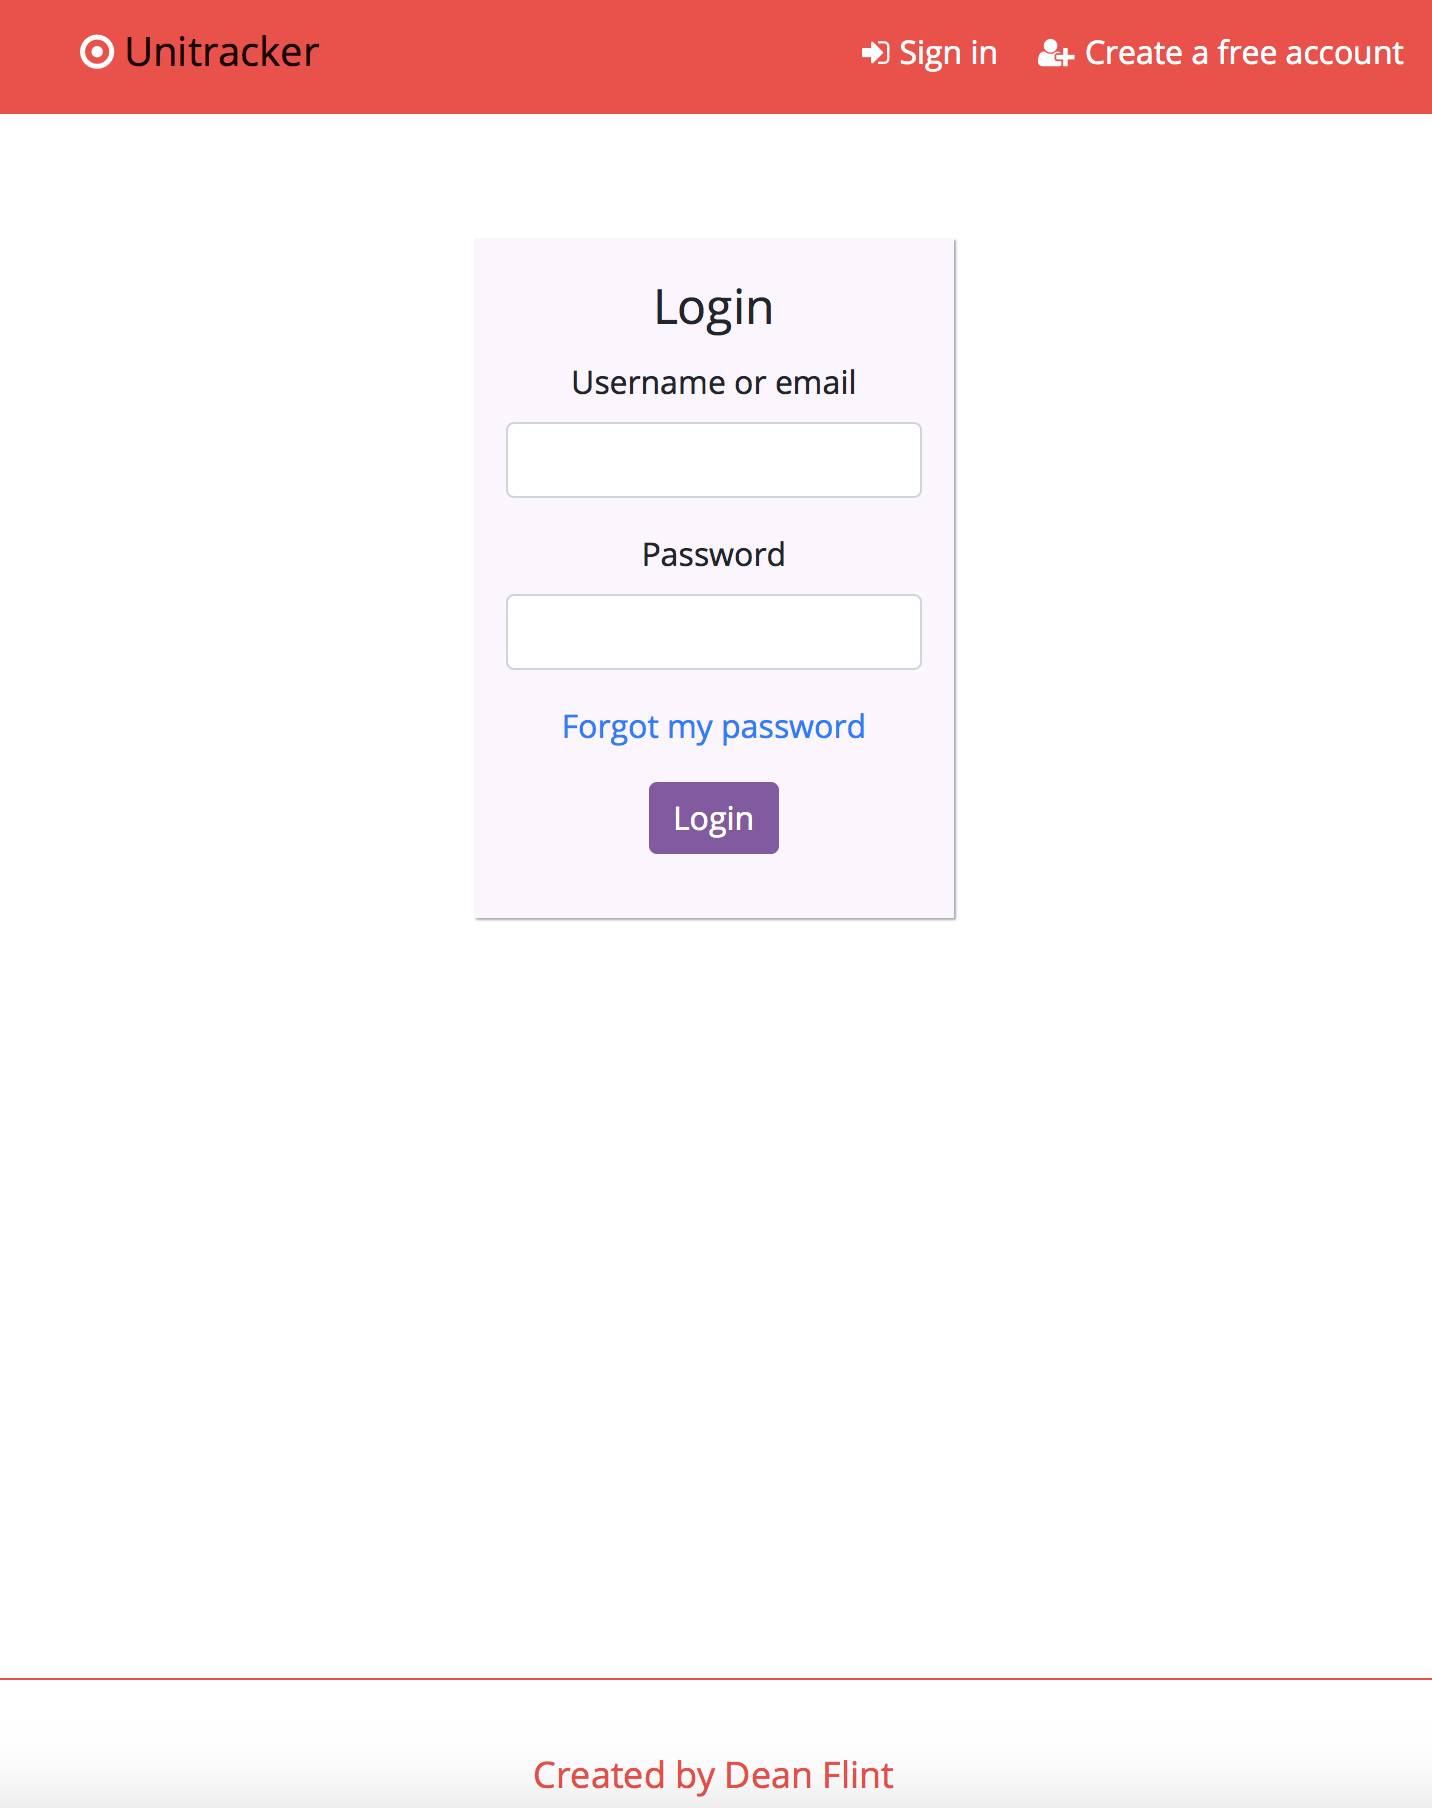 Unitracker
Sign in
Create a free account
Login
Username or email
Password
Forgot my password
Login
Created by Dean Flint